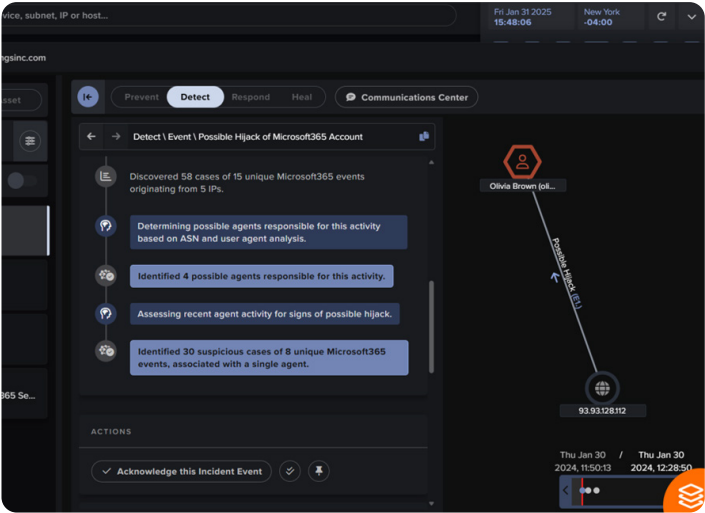 vice, subnet, IP or host...
Fri Jan 31 2025
15:48:06
New York
-04:00
ngsinc.com
Asset
Prevent
Detect
Respond
Heal
Communications Center
Detect \ Event \ Possible Hijack of Microsoft365 Account
Discovered 58 cases of 15 unique Microsoft365 events
originating from 5 IPs.
Determining possible agents responsible for this activity
based on ASN and user agent analysis.
Identified 4 possible agents responsible for this activity.
Assessing recent agent activity for signs of possible hijack.
Identified 30 suspicious cases of 8 unique Microsoft365
events, associated with a single agent.
365 Se...
ACTIONS
Acknowledge this Incident Event
Olivia Brown (oli...
Possible Hijack (E1.)
93.93.128.112
Thu Jan 30 / Thu Jan 30
2024, 11:50:13 2024, 12:28:50